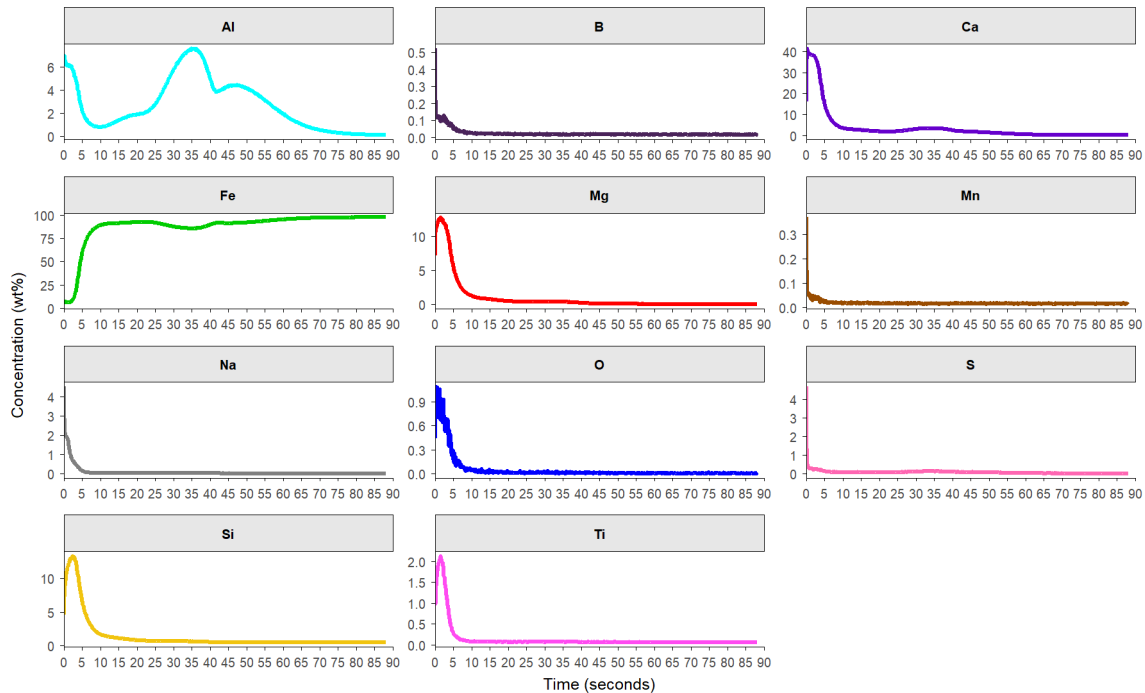 Al B Ca
6 0.5 40
4 0.4 30
2 0.3 20
0 0.2 10
0.1 0
0.0
0 5 10 15 20 25 30 35 40 45 50 55 60 65 70 75 80 85 90 0 5 10 15 20 25 30 35 40 45 50 55 60 65 70 75 80 85 90 0 5 10 15 20 25 30 35 40 45 50 55 60 65 70 75 80 85 90
Fe Mg Mn
100 10 0.3
75 5 0.2
50 0 0.1
25 0.0
0
0 5 10 15 20 25 30 35 40 45 50 55 60 65 70 75 80 85 90 0 5 10 15 20 25 30 35 40 45 50 55 60 65 70 75 80 85 90 0 5 10 15 20 25 30 35 40 45 50 55 60 65 70 75 80 85 90
Concentration (wt%)
Na O S
4 0.9 4
3 0.6 3
2 0.3 2
1 0.0 1
0 0
0 5 10 15 20 25 30 35 40 45 50 55 60 65 70 75 80 85 90 0 5 10 15 20 25 30 35 40 45 50 55 60 65 70 75 80 85 90 0 5 10 15 20 25 30 35 40 45 50 55 60 65 70 75 80 85 90
Si Ti
10 2.0
5 1.5
0 1.0
0.5
0.0
0 5 10 15 20 25 30 35 40 45 50 55 60 65 70 75 80 85 90 0 5 10 15 20 25 30 35 40 45 50 55 60 65 70 75 80 85 90
Time (seconds)